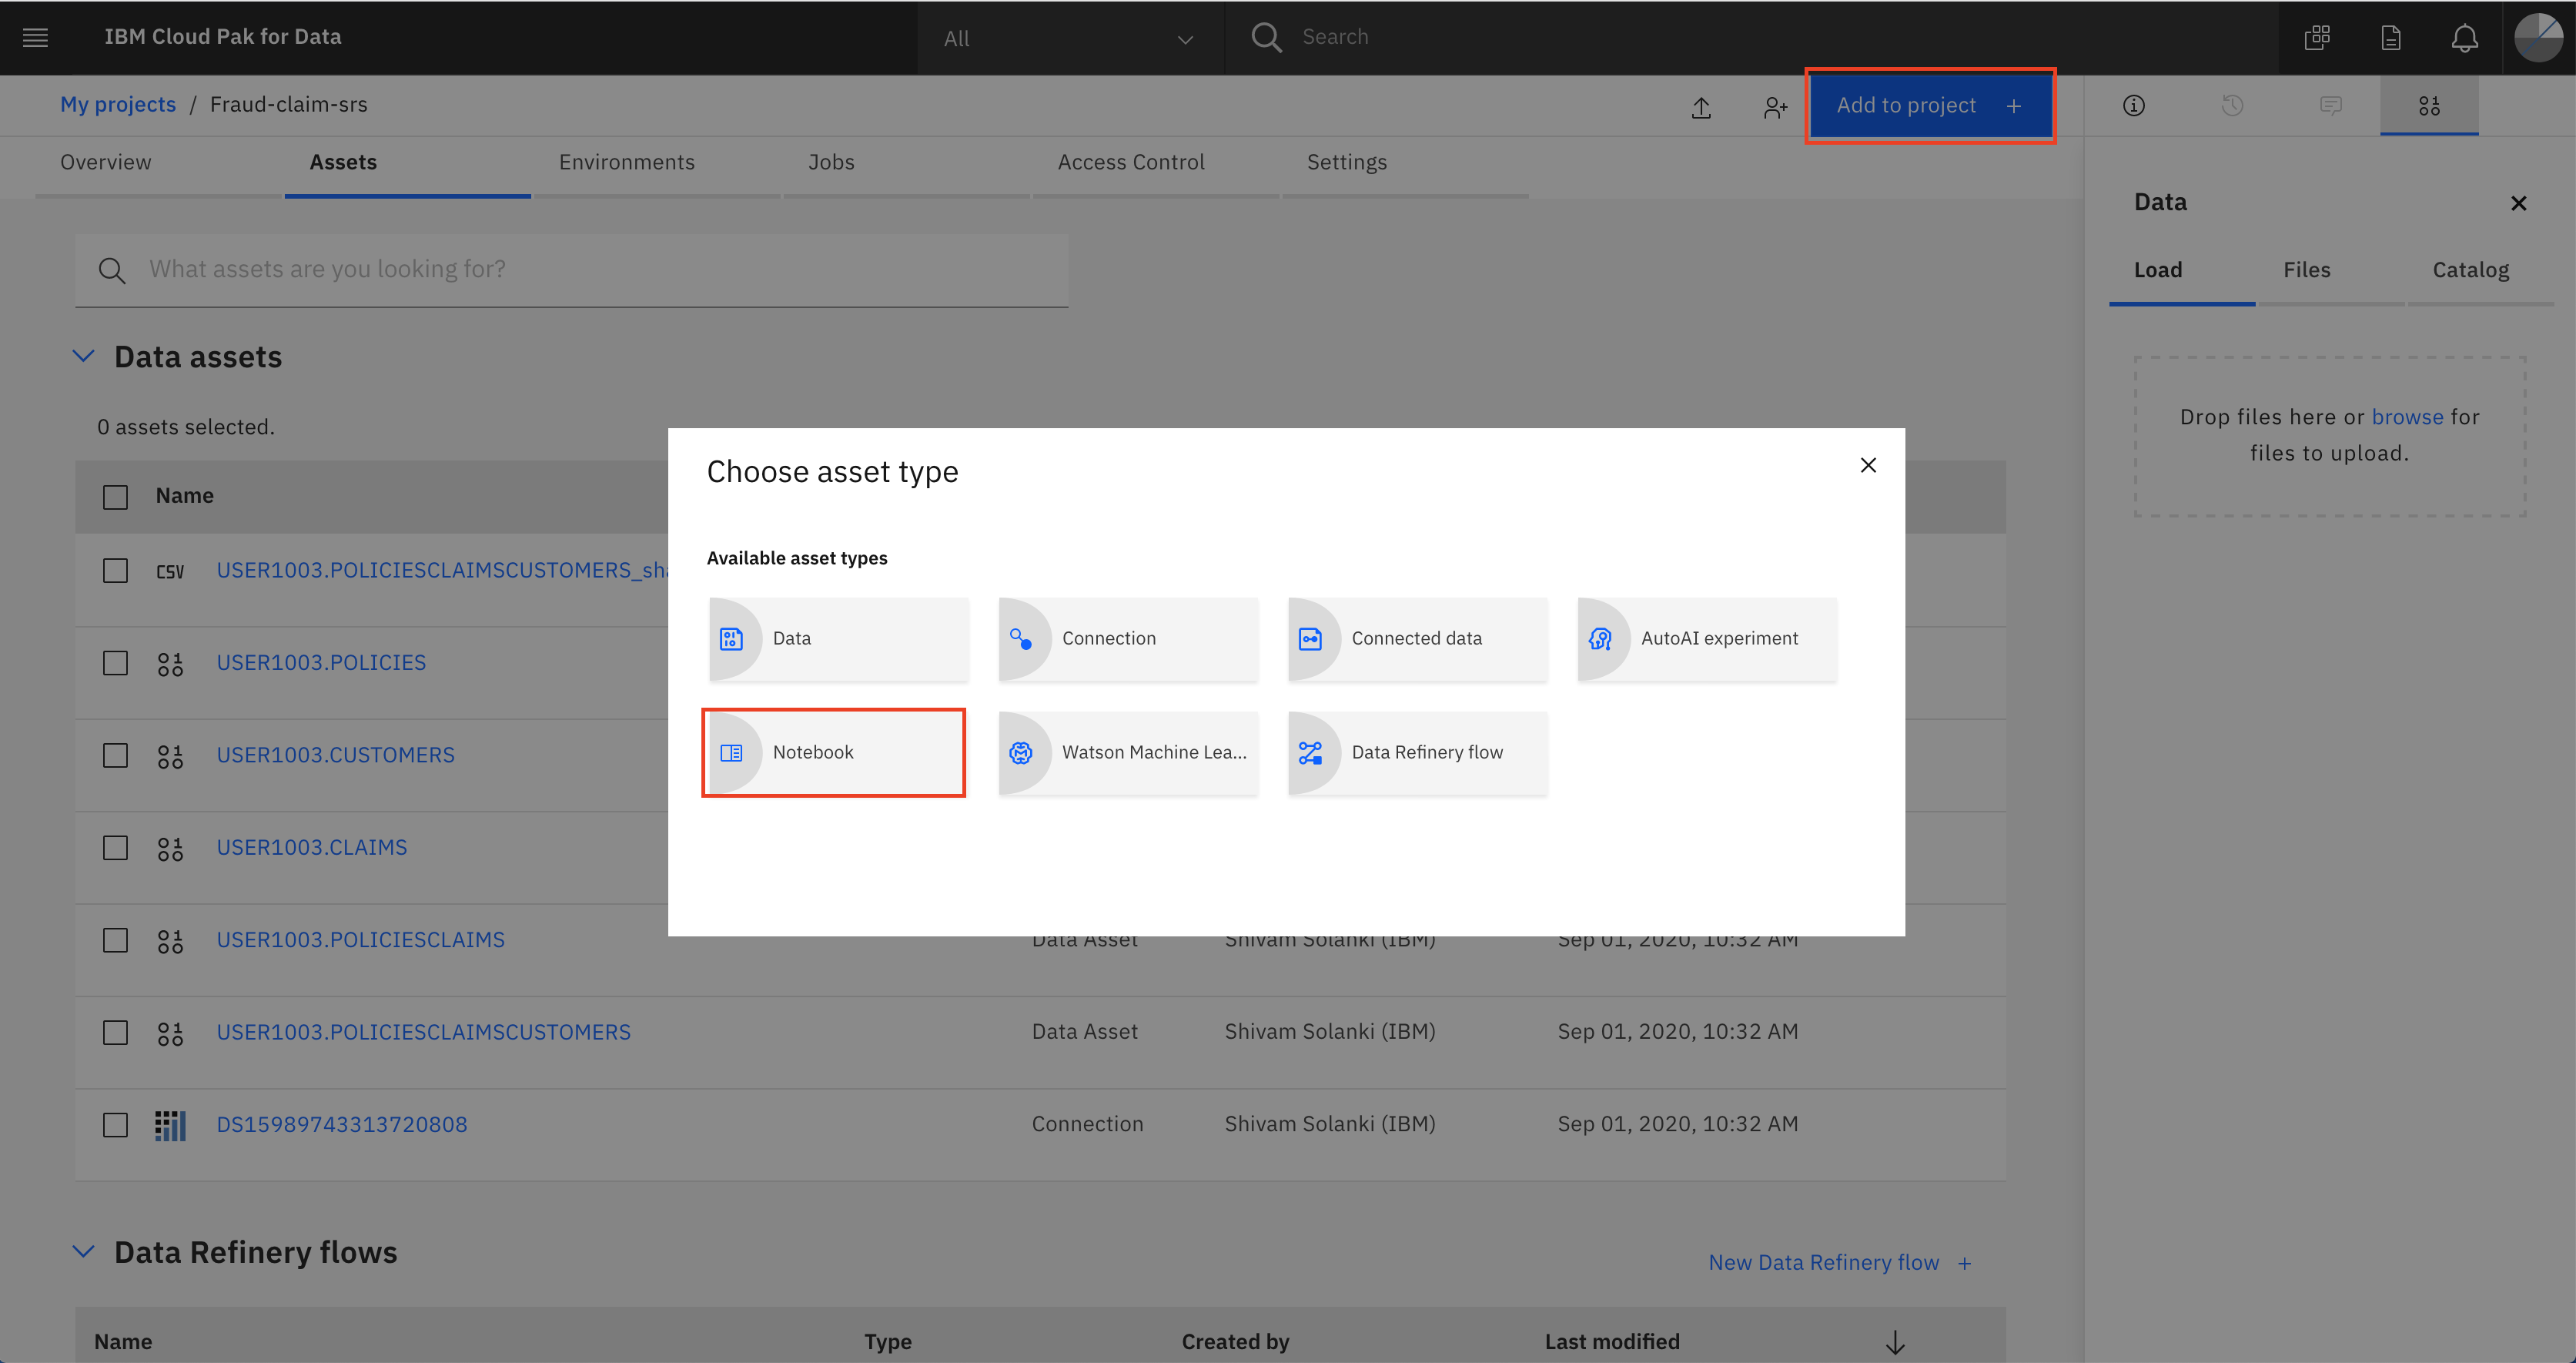 IBM Cloud Pak for Data
All
Search
My projects / Fraud-claim-srs
Add to project +
Overview
Assets
Environments
Jobs
Access Control
Settings
What assets are you looking for?
Data assets
0 assets selected.
Name
CSV USER1003.POLICIESCLAIMSCUSTOMERS_sha
USER1003.POLICIES
USER1003.CUSTOMERS
USER1003.CLAIMS
USER1003.POLICIESCLAIMS Data Asset Shivam Solanki (IBM) Sep 01, 2020, 10:32 AM
USER1003.POLICIESCLAIMSCUSTOMERS Data Asset Shivam Solanki (IBM) Sep 01, 2020, 10:32 AM
DS15989743313720808 Connection Shivam Solanki (IBM) Sep 01, 2020, 10:32 AM
Data Refinery flows
New Data Refinery flow +
Name Type Created by Last modified
Choose asset type
Available asset types
Data
Connection
Connected data
AutoAI experiment
Notebook
Watson Machine Lea...
Data Refinery flow
Data
Load
Files
Catalog
Drop files here or browse for
files to upload.